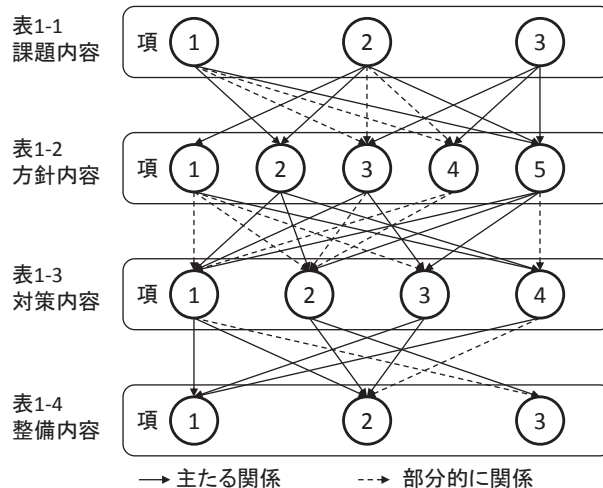 表1-1
課題内容
項 1 2 3
表1-2
方針内容
項 1 2 3 4 5
表1-3
対策内容
項 1 2 3 4
表1-4
整備内容
項 1 2 3
主たる関係 部分的に関係